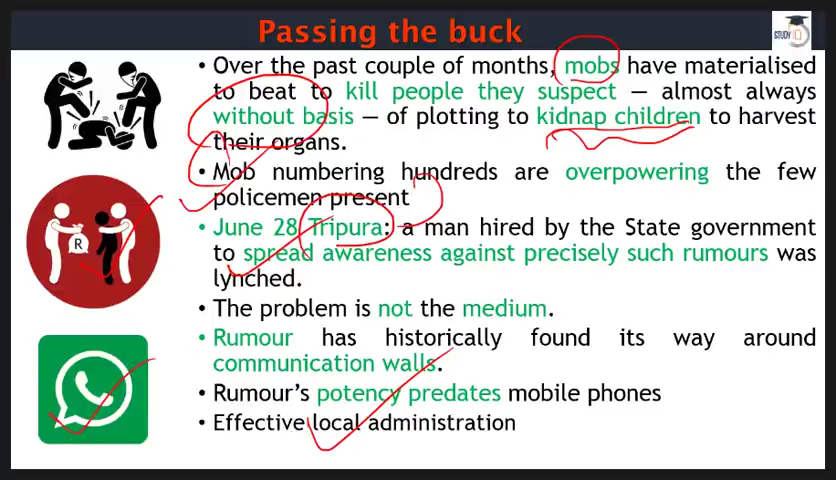 Passing the buck
STUDY IQ
• Over the past couple of months, mobs have materialised
to beat to kill people they suspect — almost always
without basis — of plotting to kidnap children to harvest
their organs.
• Mob numbering hundreds are overpowering the few
policemen present
• June 28 Tripura: a man hired by the State government
to spread awareness against precisely such rumours was
lynched.
• The problem is not the medium.
• Rumour has historically found its way around
communication walls.
• Rumour's potency predates mobile phones
• Effective local administration
R